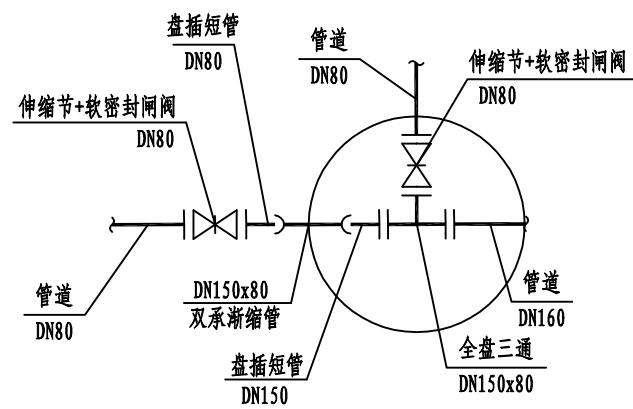 盘插短管
DN80
管道
DN80
伸缩节+软密封闸阀
DN80
伸缩节+软密封闸阀
DN80
管道
DN80
DN150x80
双承渐缩管
管道
DN160
盘插短管
DN150
全盘三通
DN150x80